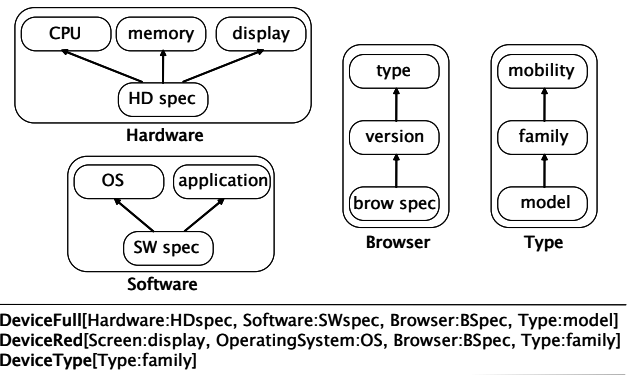 CPU memory display
HD spec
Hardware
OS application
SW spec
Software
type
version
brow spec
Browser
mobility
family
model
Type
DeviceFull[Hardware:HDspec, Software:SWspec, Browser:BSpec, Type:model]
DeviceRed[Screen:display, OperatingSystem:OS, Browser:BSpec, Type:family]
DeviceType[Type:family]